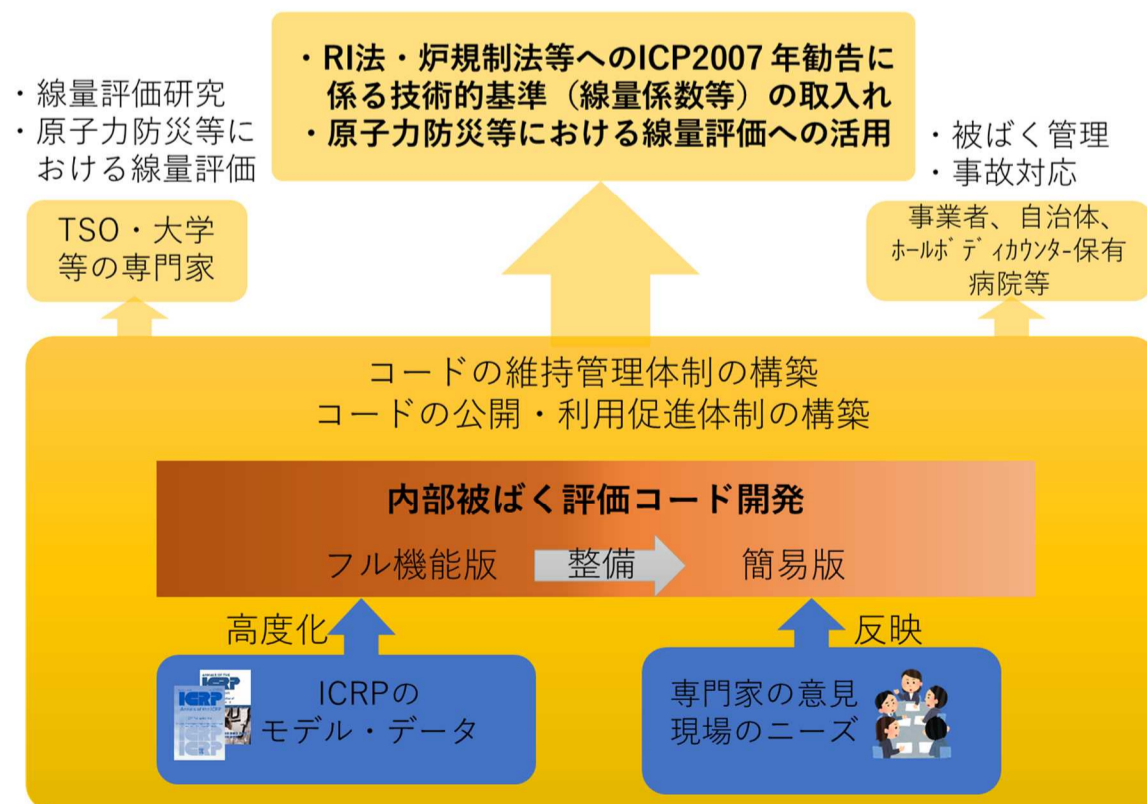 ・RI法・炉規制法等へのICP2007年勧告に
係る技術的基準（線量係数等）の取入れ
・原子力防災等における線量評価への活用
・線量評価研究
・原子力防災等に
おける線量評価
・被ばく管理
・事故対応
TSO・大学
等の専門家
事業者、自治体、
ﾎｰﾙﾎﾞﾃﾞｨｶｳﾝﾀｰ保有
病院等
コードの維持管理体制の構築
コードの公開・利用促進体制の構築
内部被ばく評価コード開発
フル機能版
整備
簡易版
高度化
反映
ICRP
ICRP
ICRPの
モデル・データ
専門家の意見
現場のニーズ